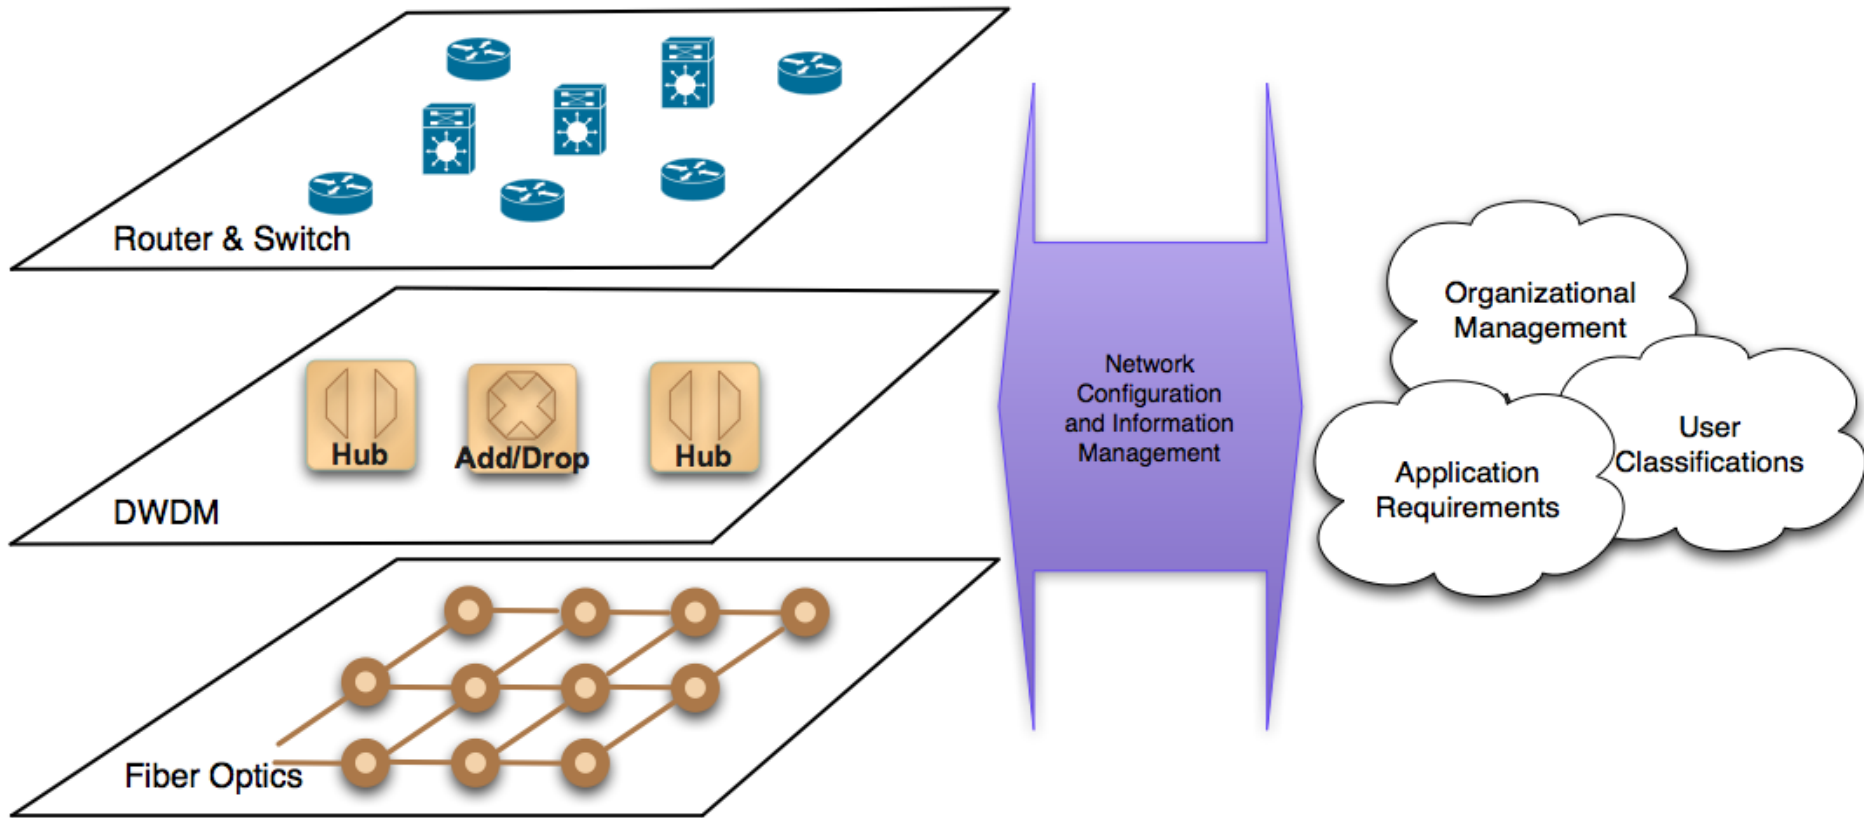 Router & Switch
Hub
Add/Drop
Hub
DWDM
Fiber Optics
Network
Configuration
and Information
Management
Organizational
Management
User
Classifications
Application
Requirements